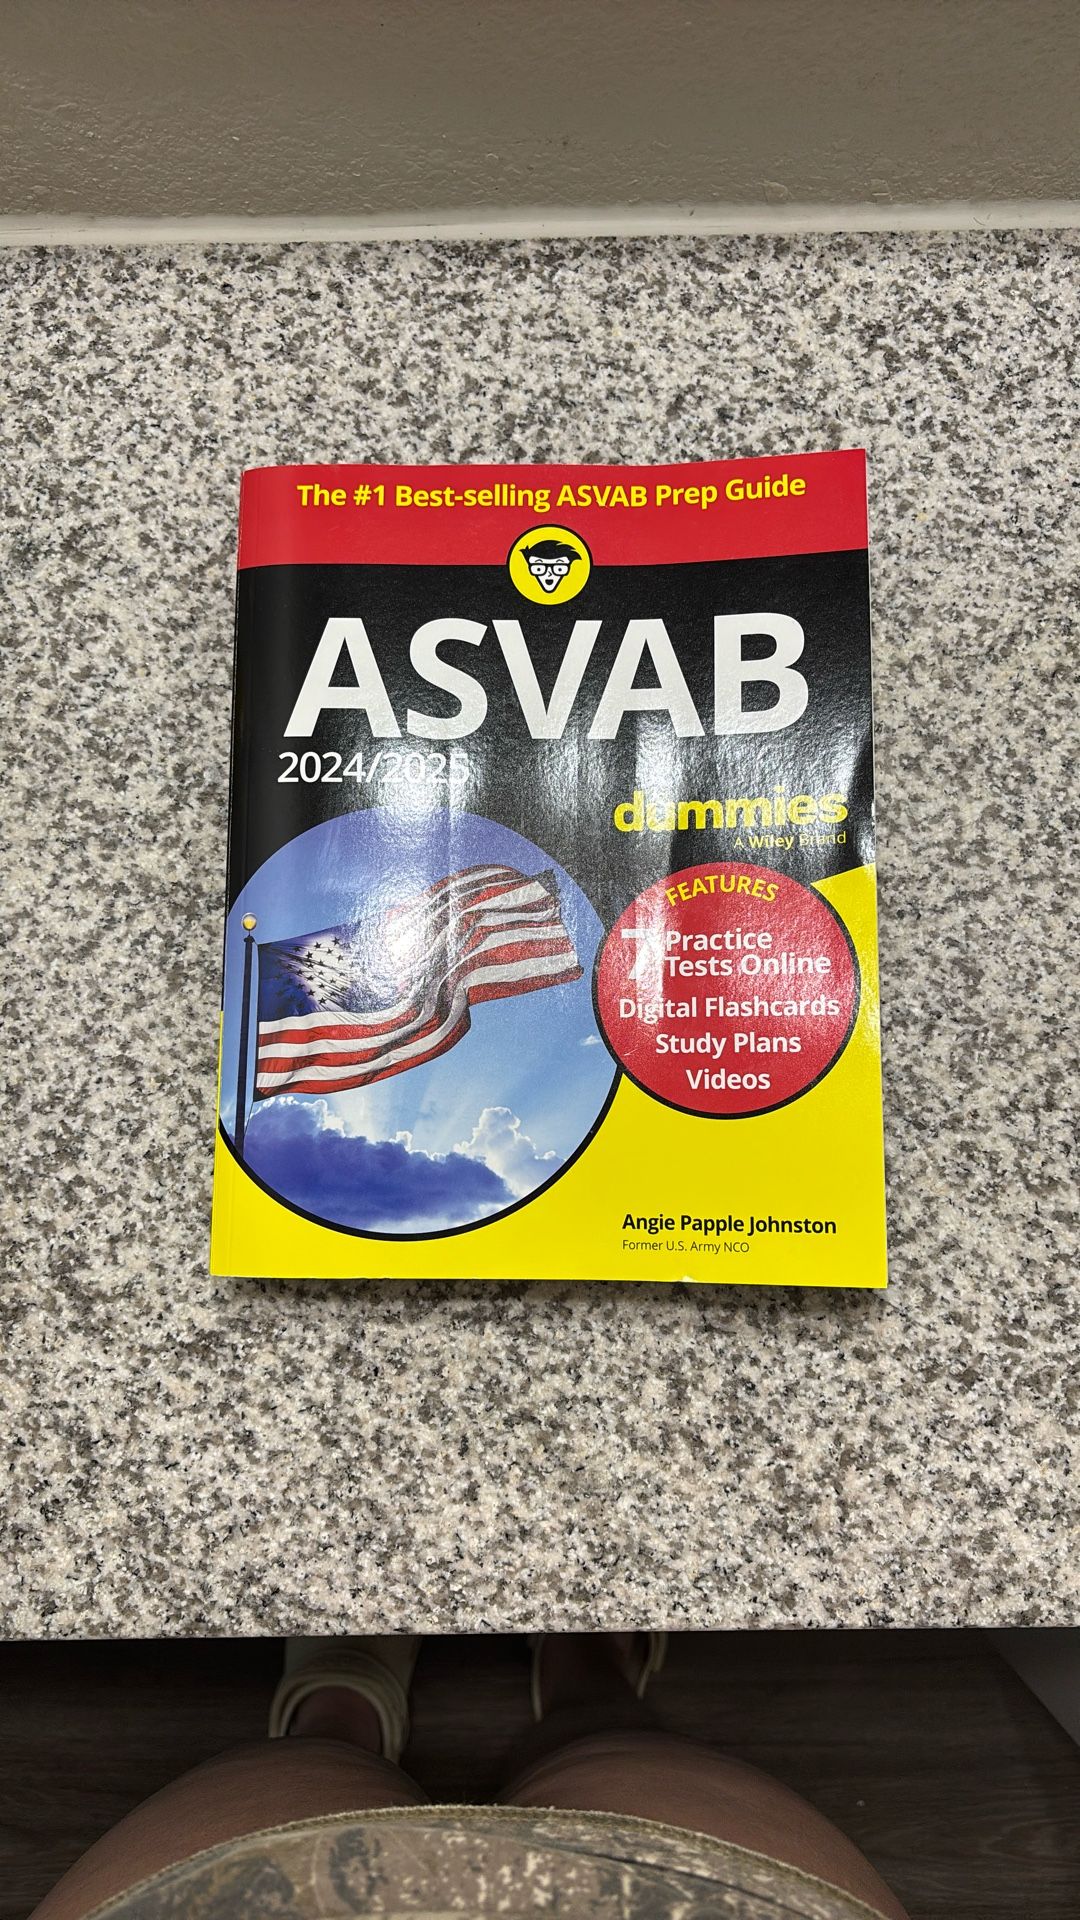 The #1 Best-selling ASVAB Prep Guide
ASVAB
2024/2025
dummies
A Wiley Brand
FEATURES
7 Practice
Tests Online
Digital Flashcards
Study Plans
Videos
Angie Papple Johnston
Former U.S. Army NCO